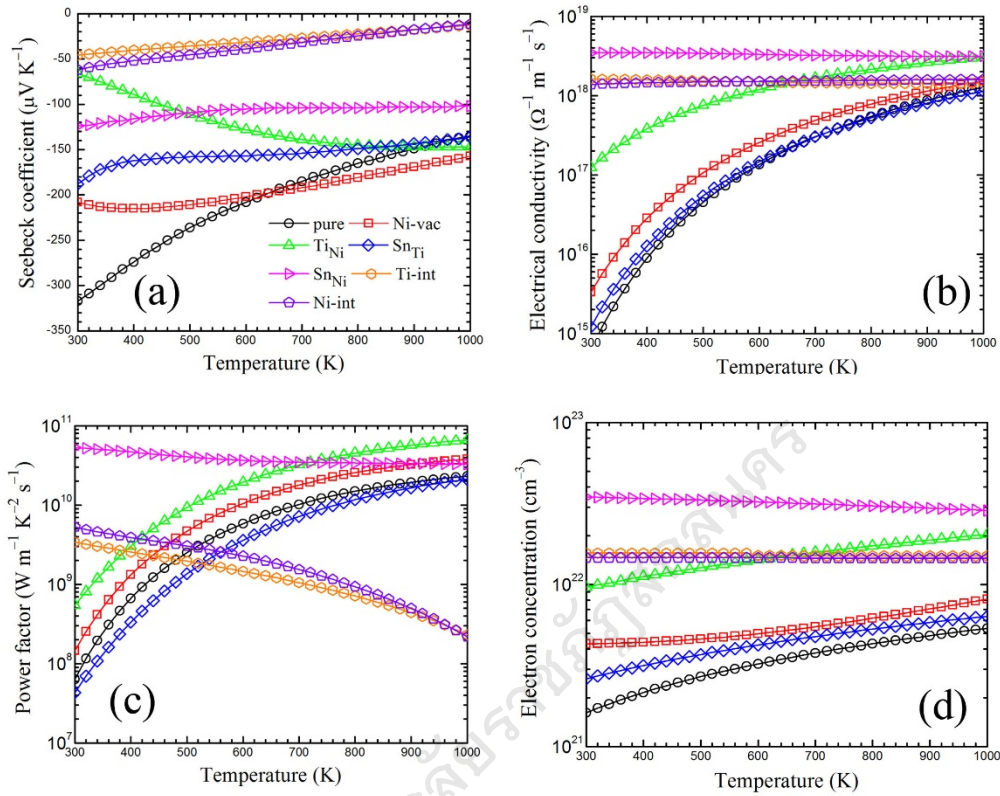 0
-50
-100
-150
-200
-250
-300
-350
Seebeck coefficient (µV K⁻¹)
pure Ni-vac
Ti_Ni Sn_Ti
Sn_Ni Ti-int
Ni-int
(a)
300 400 500 600 700 800 900 1000
Temperature (K)
10¹⁹
10¹⁸
10¹⁷
10¹⁶
10¹⁵
Electrical conductivity (Ω⁻¹ m⁻¹ s⁻¹)
(b)
300 400 500 600 700 800 900 1000
Temperature (K)
10¹¹
10¹⁰
10⁹
10⁸
10⁷
Power factor (W m⁻¹ K⁻² s⁻¹)
(c)
300 400 500 600 700 800 900 1000
Temperature (K)
10²³
10²²
10²¹
Electron concentration (cm⁻³)
(d)
300 400 500 600 700 800 900 1000
Temperature (K)